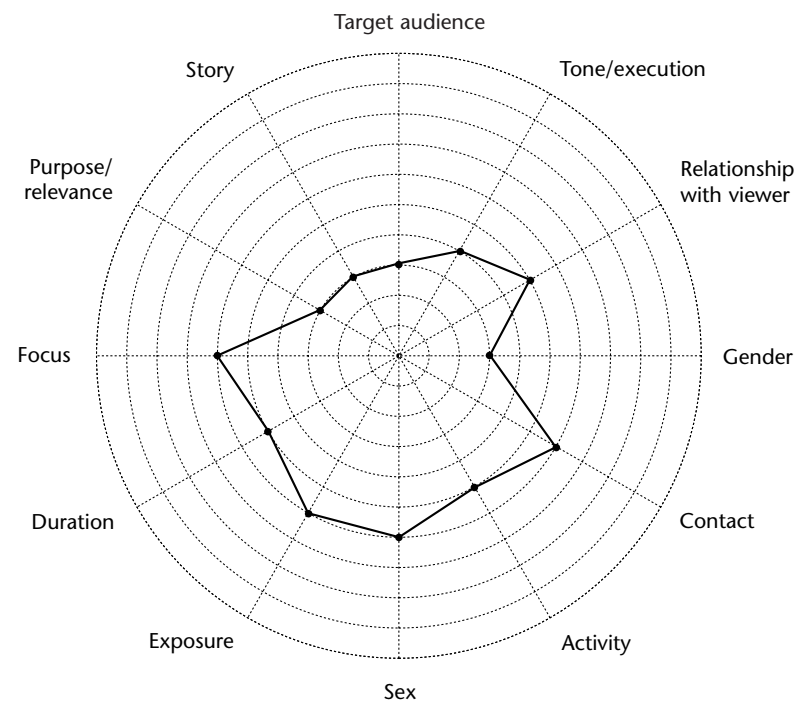 Target audience
Story
Tone/execution
Purpose/
relevance
Relationship
with viewer
Focus
Gender
Duration
Contact
Exposure
Activity
Sex